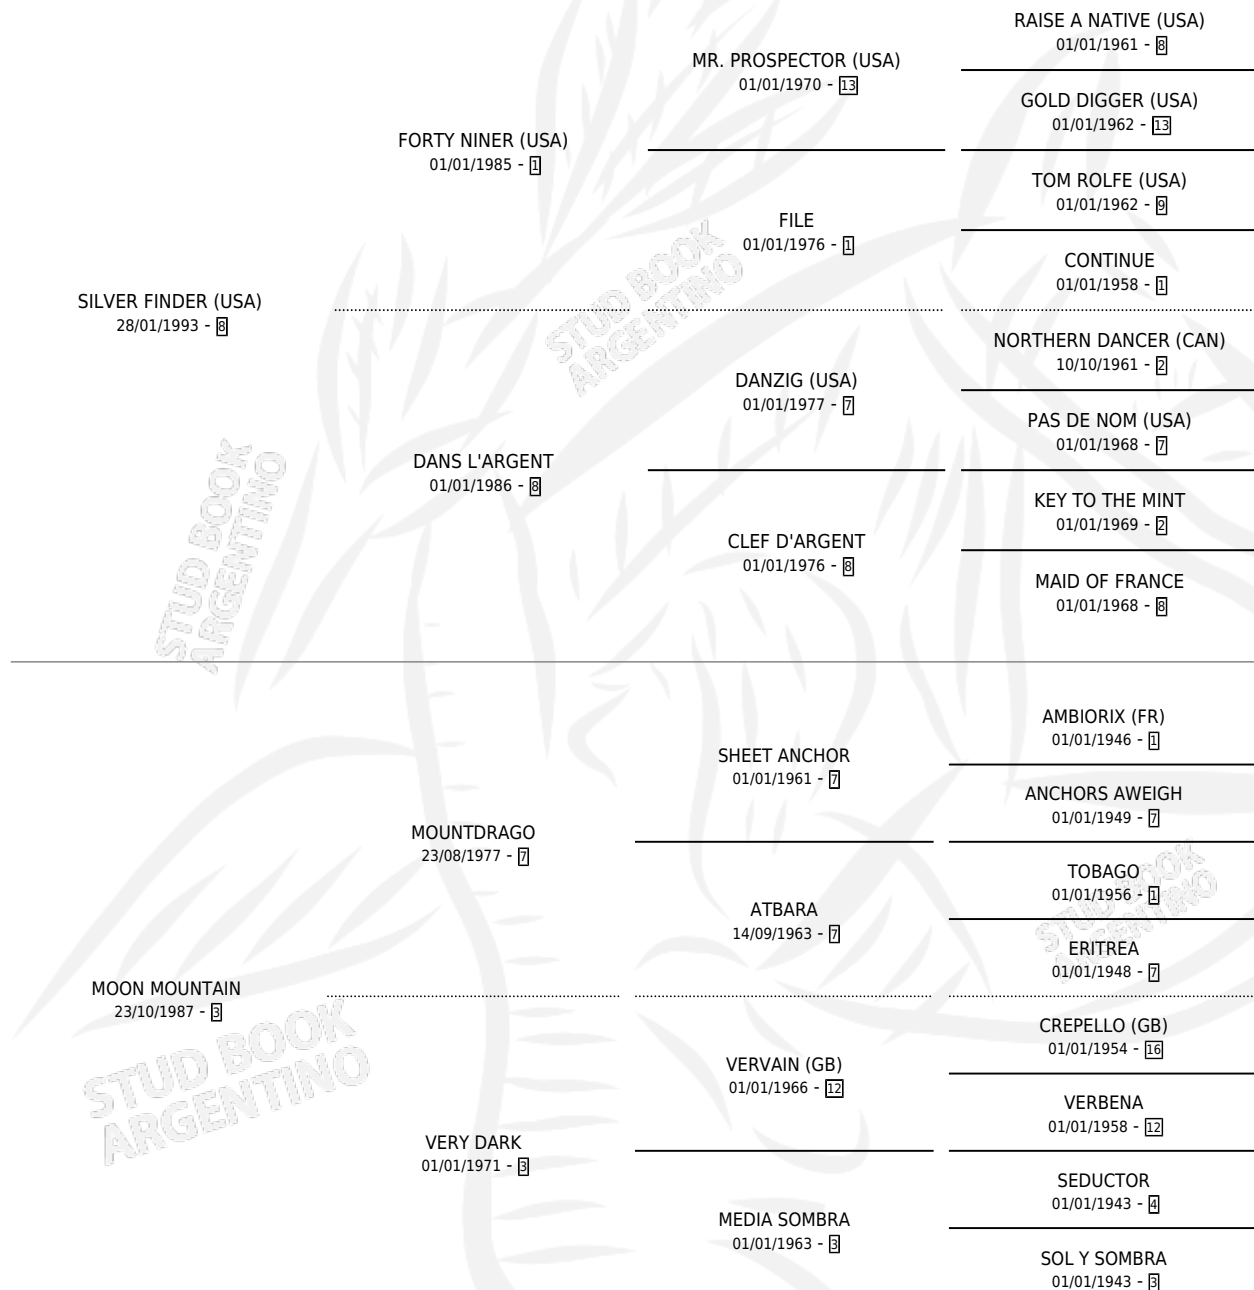 RAISE A NATIVE (USA)
01/01/1961 - 8
MR. PROSPECTOR (USA)
01/01/1970 - 13
GOLD DIGGER (USA)
01/01/1962 - 13
FORTY NINER (USA)
01/01/1985 - 1
TOM ROLFE (USA)
01/01/1962 - 9
FILE
01/01/1976 - 1
CONTINUE
01/01/1958 - 1
SILVER FINDER (USA)
28/01/1993 - 8
NORTHERN DANCER (CAN)
10/10/1961 - 2
DANZIG (USA)
01/01/1977 - 7
PAS DE NOM (USA)
01/01/1968 - 7
DANS L'ARGENT
01/01/1986 - 8
KEY TO THE MINT
01/01/1969 - 2
CLEF D'ARGENT
01/01/1976 - 8
MAID OF FRANCE
01/01/1968 - 8
AMBIORIX (FR)
01/01/1946 - 1
SHEET ANCHOR
01/01/1961 - 7
ANCHORS AWEIGH
01/01/1949 - 7
MOUNTDRAGO
23/08/1977 - 7
TOBAGO
01/01/1956 - 1
ATBARA
14/09/1963 - 7
ERITREA
01/01/1948 - 7
MOON MOUNTAIN
23/10/1987 - 3
CREPELLO (GB)
01/01/1954 - 16
VERVAIN (GB)
01/01/1966 - 12
VERBENA
01/01/1958 - 12
VERY DARK
01/01/1971 - 3
SEDUCTOR
01/01/1943 - 4
MEDIA SOMBRA
01/01/1963 - 3
SOL Y SOMBRA
01/01/1943 - 3
STUD BOOK
ARGENTINO
STUD BOOK
ARGENTINO
STUD BOOK
ARGENTINO
STUD BOOK
ARGENTINO